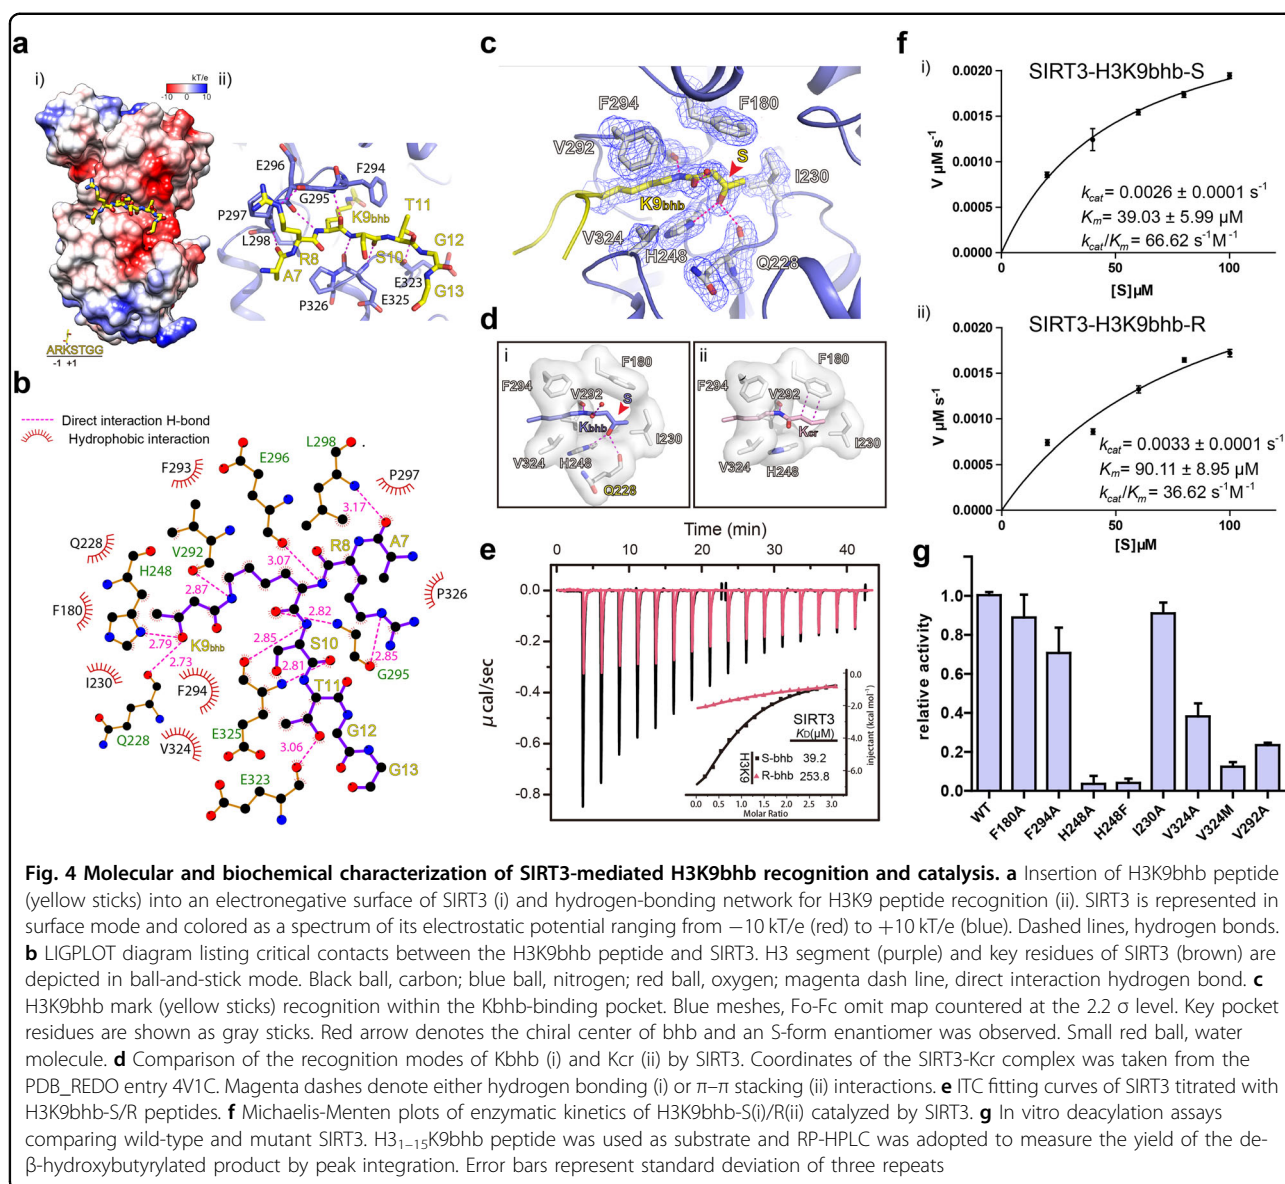 a
i)
kT/e
-10 0 10
ARKSTGG
-1 +1
ii)
E296
F294
G295
P297
K9bhb
T11
L298
R8
S10
G12
A7
E323
E325
G13
P326
b
Direct interaction H-bond
Hydrophobic interaction
L298
E296
F293
P297
3.17
Q228
R8
A7
V292
3.07
H248
P326
2.87
F180
2.82
2.79
K9bhb
2.85
S10
2.85
2.73
2.81
G295
I230
F294
T11
G12
Q228
V324
E325
3.06
G13
E323
c
F294
F180
V292
S
I230
K9bhb
V324
H248
Q228
d
i
F180
F294
V292
S
Kbhb
I230
V324
H248
Q228
ii
F180
F294
V292
Kcr
I230
V324
H248
e
Time (min)
0 10 20 30 40
0.0
-0.2
-0.4
-0.6
-0.8
µcal/sec
0.0
-2.0
-4.0
-6.0
injectant (kcal mol⁻¹)
SIRT3
KD(µM)
H3K9
S-bhb 39.2
R-bhb 253.8
0.0 0.5 1.0 1.5 2.0 2.5 3.0
Molar Ratio
f
i)
SIRT3-H3K9bhb-S
0.0020
0.0015
0.0010
0.0005
0.0000
V µM s⁻¹
kcat = 0.0026 ± 0.0001 s⁻¹
Km = 39.03 ± 5.99 µM
kcat/Km = 66.62 s⁻¹M⁻¹
0 50 100
[S]µM
ii)
SIRT3-H3K9bhb-R
0.0020
0.0015
0.0010
0.0005
0.0000
V µM s⁻¹
kcat = 0.0033 ± 0.0001 s⁻¹
Km = 90.11 ± 8.95 µM
kcat/Km = 36.62 s⁻¹M⁻¹
0 50 100
[S]µM
g
relative activity
1.0
0.8
0.6
0.4
0.2
0.0
WT F180A F294A H248A H248F I230A V324A V324M V292A
Fig. 4 Molecular and biochemical characterization of SIRT3-mediated H3K9bhb recognition and catalysis. a Insertion of H3K9bhb peptide
(yellow sticks) into an electronegative surface of SIRT3 (i) and hydrogen-bonding network for H3K9 peptide recognition (ii). SIRT3 is represented in
surface mode and colored as a spectrum of its electrostatic potential ranging from −10 kT/e (red) to +10 kT/e (blue). Dashed lines, hydrogen bonds.
b LIGPLOT diagram listing critical contacts between the H3K9bhb peptide and SIRT3. H3 segment (purple) and key residues of SIRT3 (brown) are
depicted in ball-and-stick mode. Black ball, carbon; blue ball, nitrogen; red ball, oxygen; magenta dash line, direct interaction hydrogen bond. c
H3K9bhb mark (yellow sticks) recognition within the Kbhb-binding pocket. Blue meshes, Fo-Fc omit map countered at the 2.2 σ level. Key pocket
residues are shown as gray sticks. Red arrow denotes the chiral center of bhb and an S-form enantiomer was observed. Small red ball, water
molecule. d Comparison of the recognition modes of Kbhb (i) and Kcr (ii) by SIRT3. Coordinates of the SIRT3-Kcr complex was taken from the
PDB_REDO entry 4V1C. Magenta dashes denote either hydrogen bonding (i) or π–π stacking (ii) interactions. e ITC fitting curves of SIRT3 titrated with
H3K9bhb-S/R peptides. f Michaelis-Menten plots of enzymatic kinetics of H3K9bhb-S(i)/R(ii) catalyzed by SIRT3. g In vitro deacylation assays
comparing wild-type and mutant SIRT3. H3₁₋₁₅K9bhb peptide was used as substrate and RP-HPLC was adopted to measure the yield of the de-
β-hydroxybutyrylated product by peak integration. Error bars represent standard deviation of three repeats